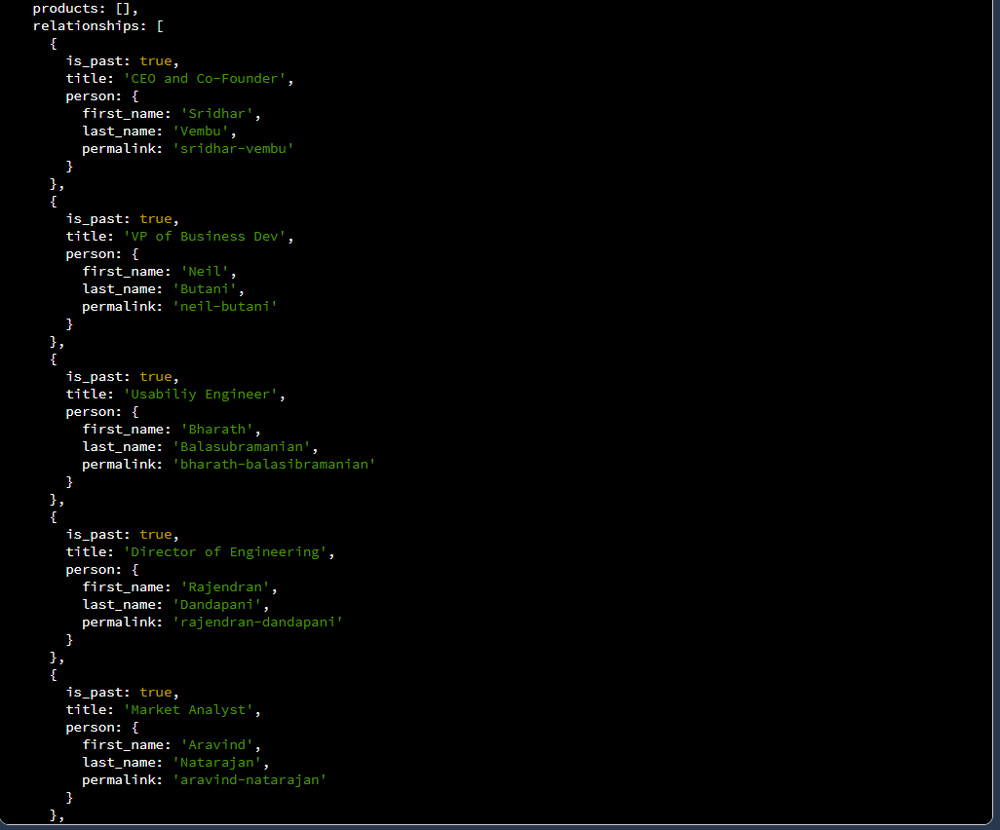 products: [],
relationships: [
{
is_past: true,
title: 'CEO and Co-Founder',
person: {
first_name: 'Sridhar',
last_name: 'Vembu',
permalink: 'sridhar-vembu'
}
},
{
is_past: true,
title: 'VP of Business Dev',
person: {
first_name: 'Neil',
last_name: 'Butani',
permalink: 'neil-butani'
}
},
{
is_past: true,
title: 'Usabiliy Engineer',
person: {
first_name: 'Bharath',
last_name: 'Balasubramanian',
permalink: 'bharath-balasibramanian'
}
},
{
is_past: true,
title: 'Director of Engineering',
person: {
first_name: 'Rajendran',
last_name: 'Dandapani',
permalink: 'rajendran-dandapani'
}
},
{
is_past: true,
title: 'Market Analyst',
person: {
first_name: 'Aravind',
last_name: 'Natarajan',
permalink: 'aravind-natarajan'
}
},